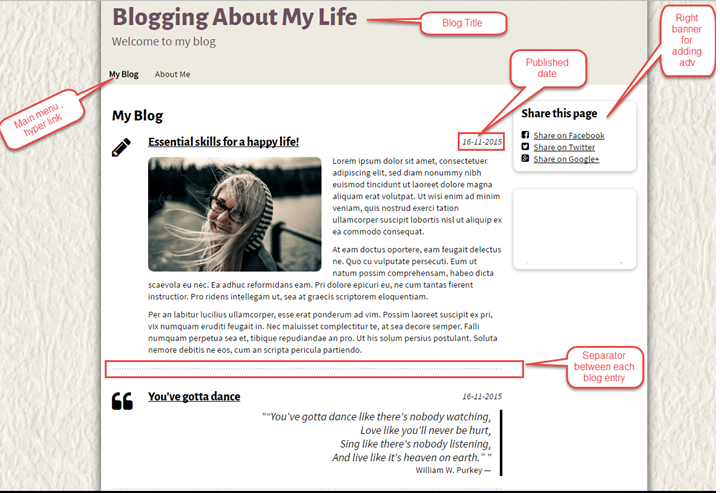 Blogging About My Life
Welcome to my blog
My Blog
About Me
Blog Title
Right
banner
for
adding
adv
Published
date
Main menu ,
hyper link
My Blog
Essential skills for a happy life!
16-11-2015
Lorem ipsum dolor sit amet, consectetuer
adipiscing elit, sed diam nonummy nibh
euismod tincidunt ut laoreet dolore magna
aliquam erat volutpat. Ut wisi enim ad minim
veniam, quis nostrud exerci tation
ullamcorper suscipit lobortis nisl ut aliquip ex
ea commodo consequat.
At eam doctus oportere, eam feugait delectus
ne. Quo cu vulputate persecuti. Eum ut
natum possim comprehensam, habeo dicta
scaevola eu nec. Ea adhuc reformidans eam. Pri dolore epicuri eu, ne cum tantas fierent
instructior. Pro ridens intellegam ut, sea at graecis scriptorem eloquentiam.
Per an labitur lucilius ullamcorper, esse erat ponderum ad vim. Possim laoreet suscipit ex pri,
vix numquam eruditi feugait in. Nec maluisset complectitur te, at sea decore semper. Falli
numquam perpetua sea et, tibique repudiandae an pro. Ut his solum persius postulant. Soluta
nemore debitis ne eos, cum an scripta pericula partiendo.
Share this page
Share on Facebook
Share on Twitter
Share on Google+
Separator
between each
blog entry
You've gotta dance
16-11-2015
"“You've gotta dance like there's nobody watching,
Love like you'll never be hurt,
Sing like there's nobody listening,
And live like it's heaven on earth.” "
William W. Purkey —